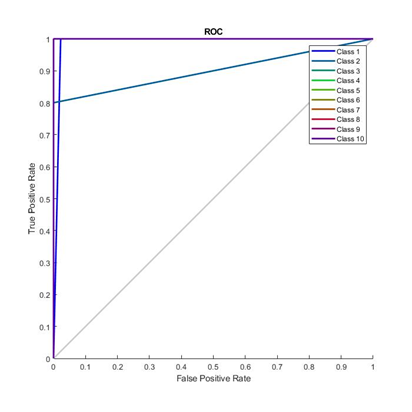 ROC
1
0.9
0.8
0.7
0.6
0.5
0.4
0.3
0.2
0.1
0
True Positive Rate
Class 1
Class 2
Class 3
Class 4
Class 5
Class 6
Class 7
Class 8
Class 9
Class 10
0 0.1 0.2 0.3 0.4 0.5 0.6 0.7 0.8 0.9 1
False Positive Rate